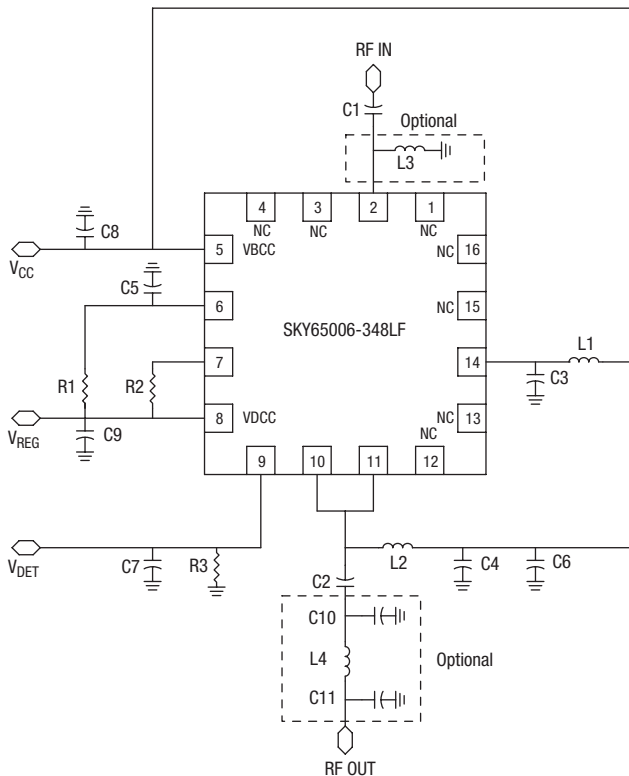 RF IN
C1
Optional
L3
4
3
2
1
NC
NC
NC
C8
5
VBCC
NC
16
VCC
C5
6
NC
15
SKY65006-348LF
L1
7
14
R1
R2
C3
8
VDCC
NC
13
VREG
C9
NC
9
10
11
12
VDET
C7
R3
L2
C4
C6
C2
C10
L4
Optional
C11
RF OUT